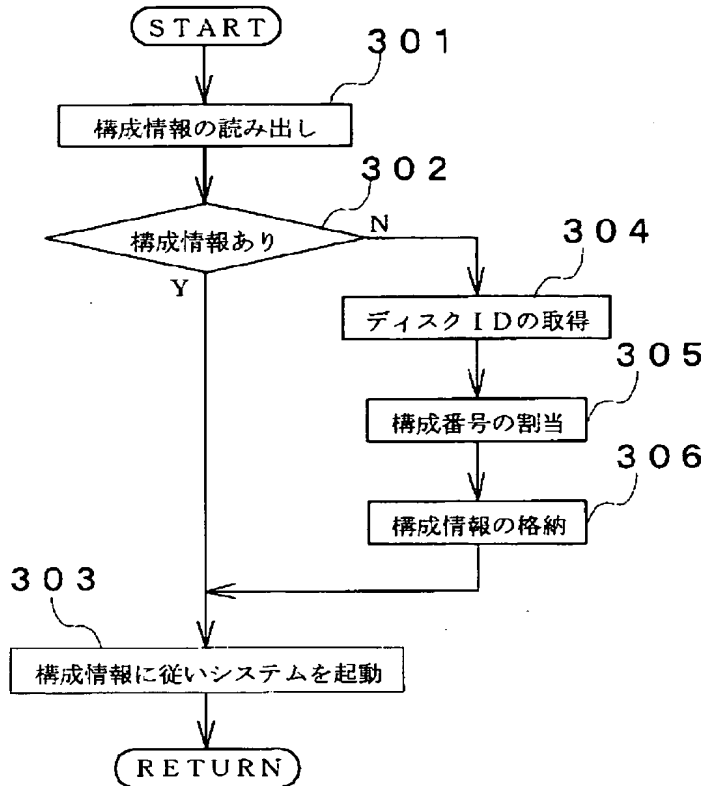 START
301
構成情報の読み出し
302
構成情報あり
N
Y
304
ディスクIDの取得
305
構成番号の割当
306
構成情報の格納
303
構成情報に従いシステムを起動
RETURN